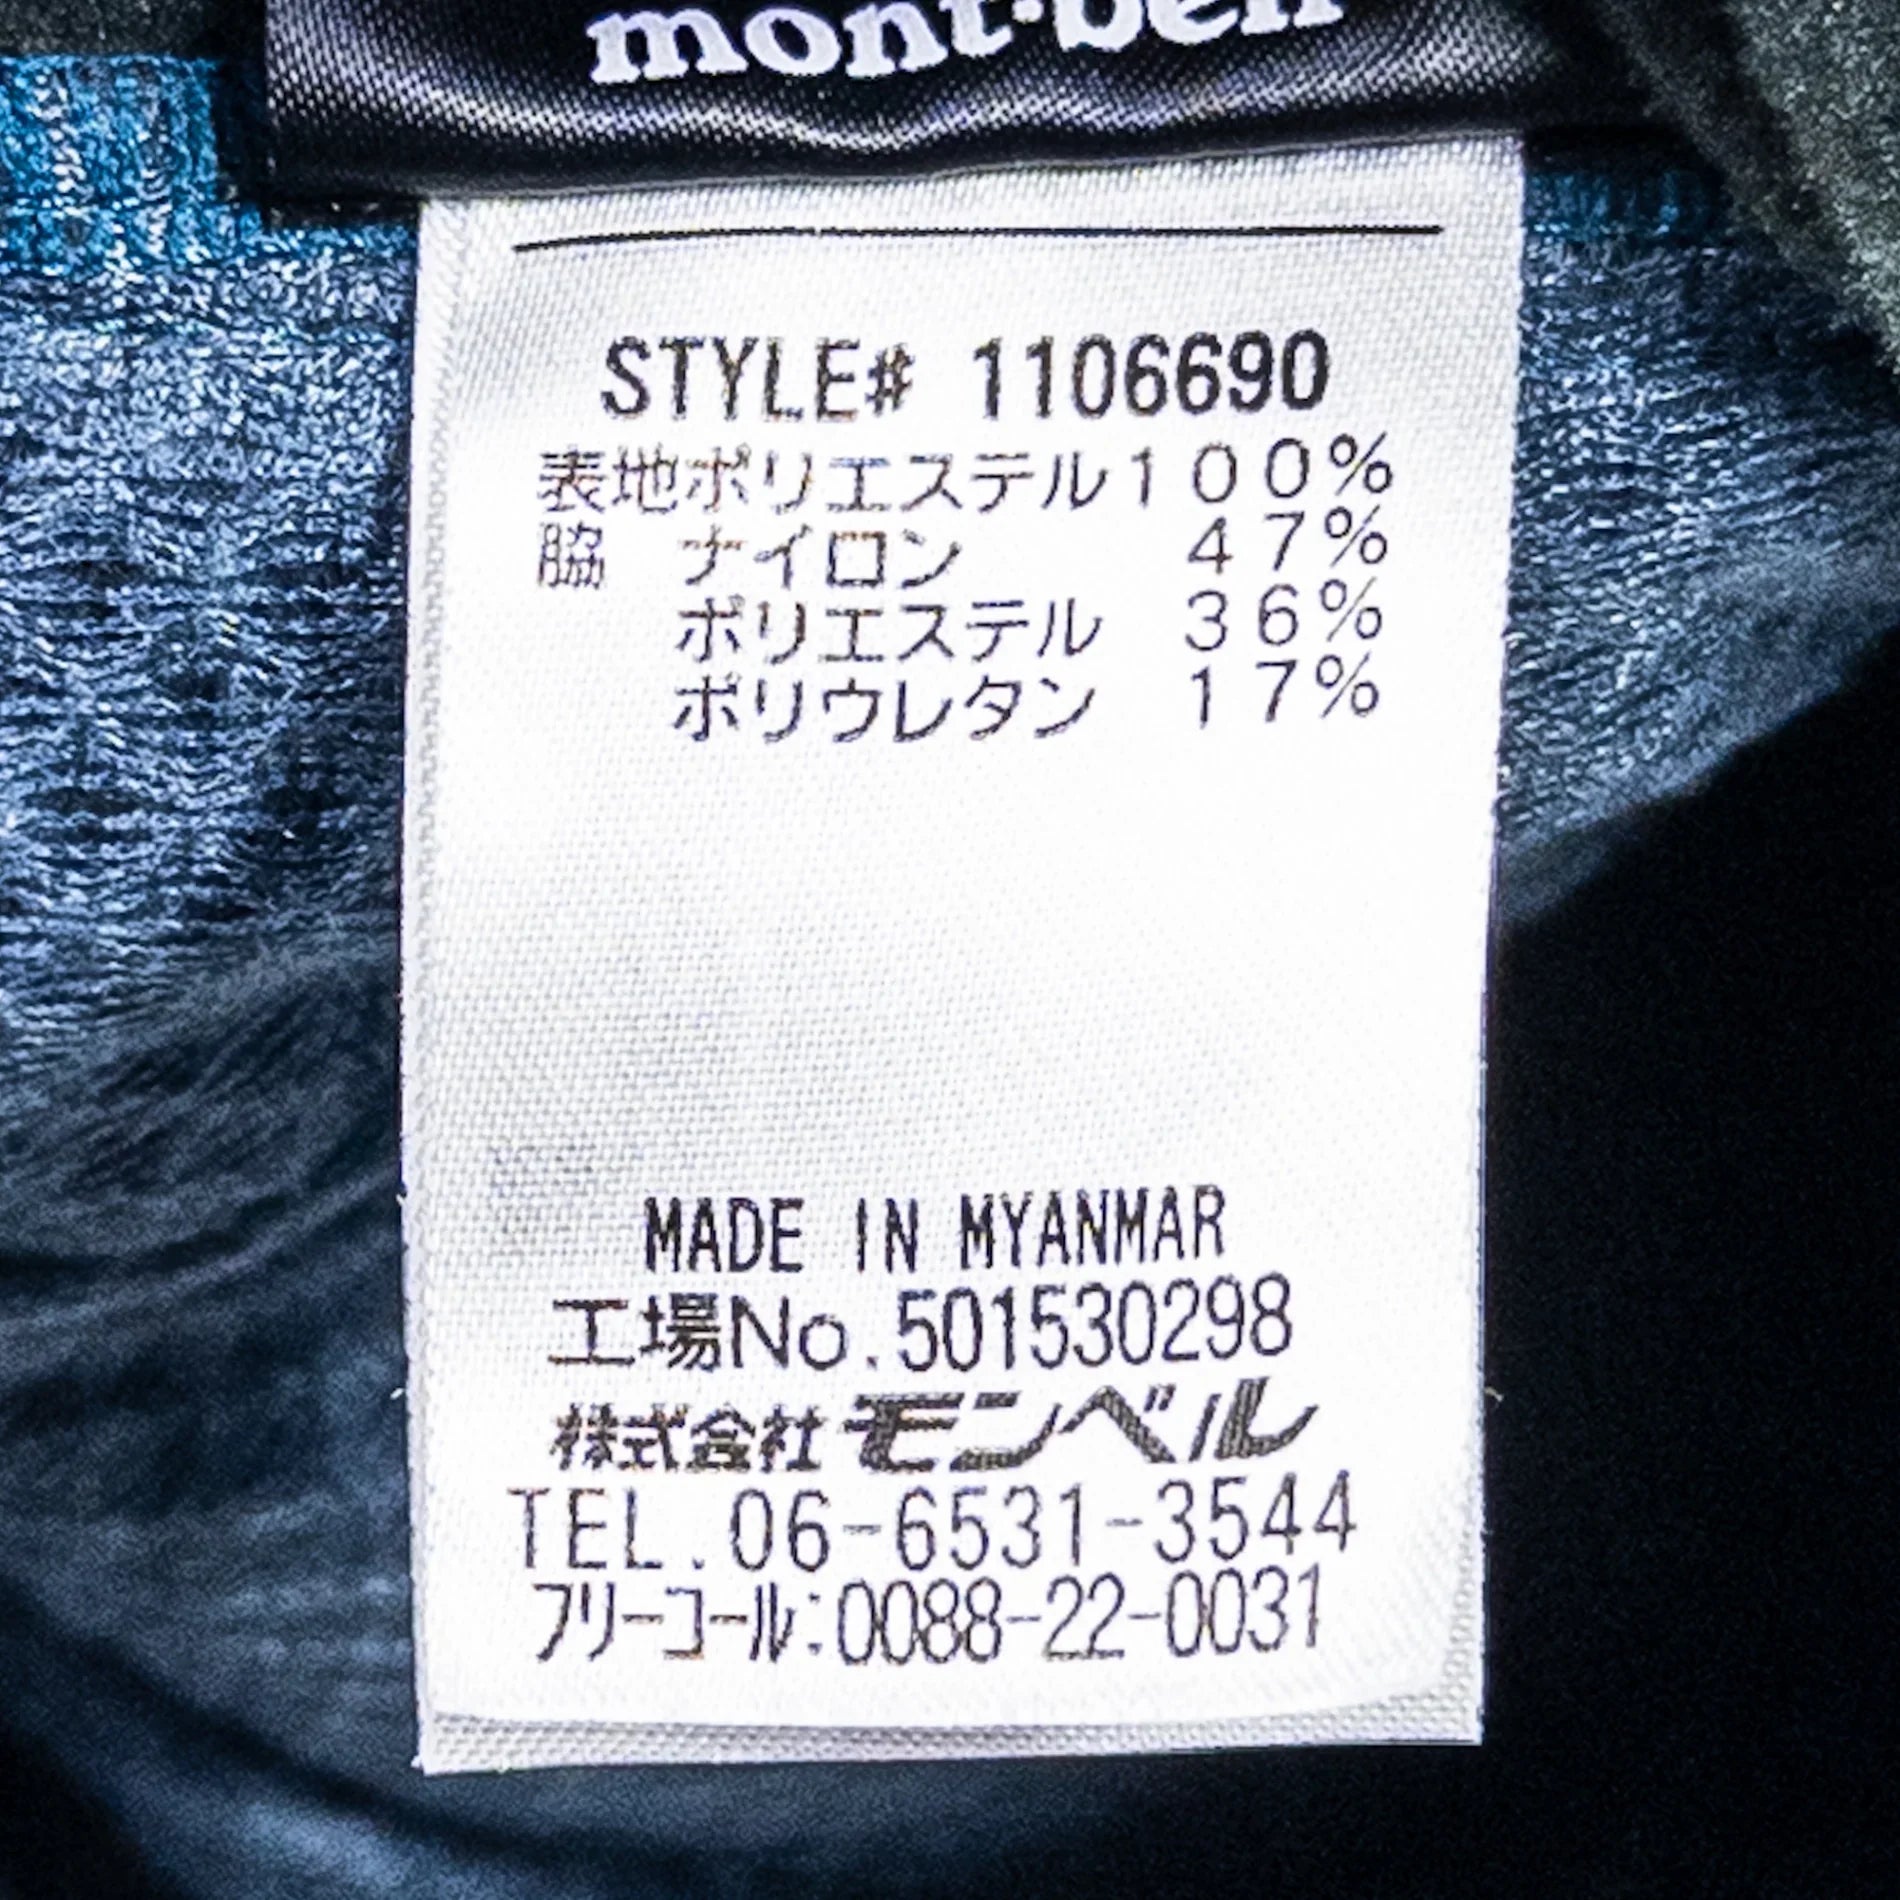 mont-bell
STYLE# 1106690
表地ポリエステル100%
脇 ナイロン 47%
ポリエステル 36%
ポリウレタン 17%
MADE IN MYANMAR
工場No.501530298
株式会社モンベル
TEL.06-6531-3544
フリーコール:0088-22-0031